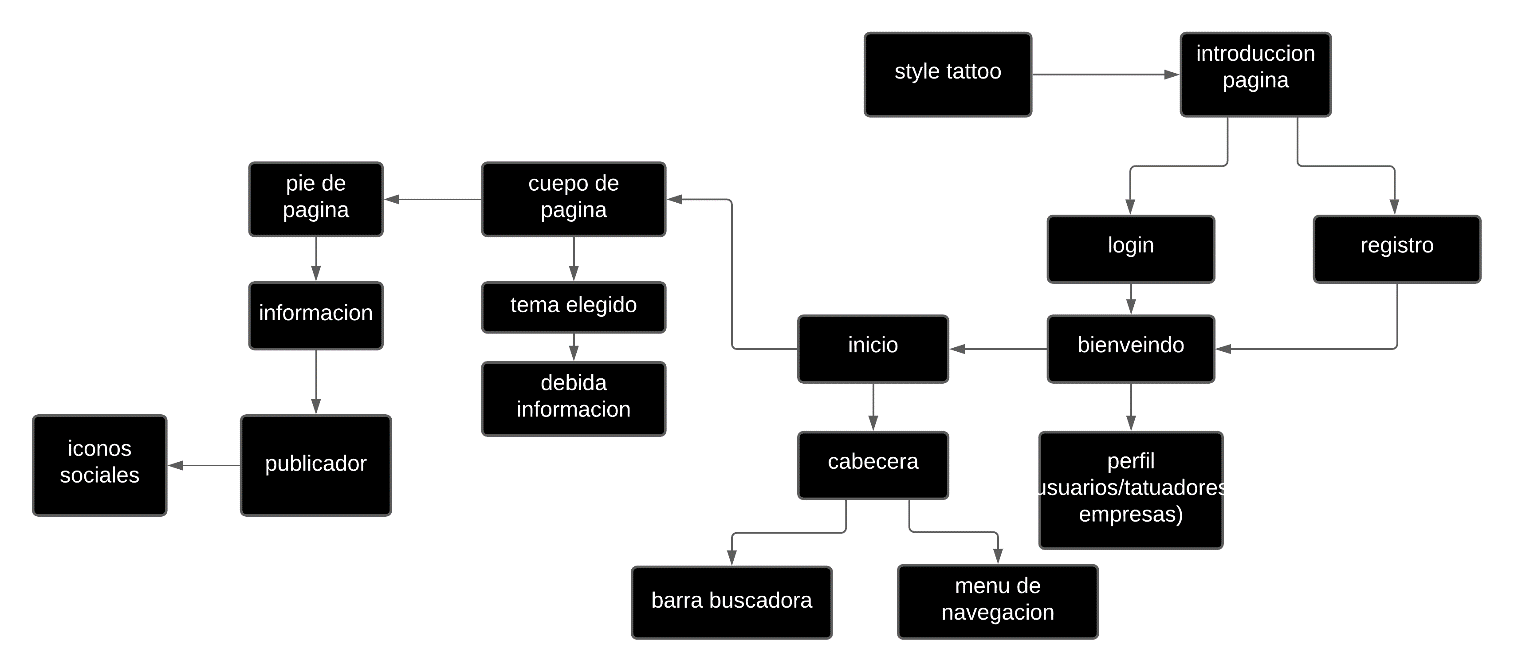 style tattoo
introduccion
pagina
pie de
pagina
cuepo de
pagina
login
registro
informacion
tema elegido
inicio
bienveindo
debida
informacion
iconos
sociales
publicador
cabecera
perfil
usuarios/tatuadores
empresas)
barra buscadora
menu de
navegacion